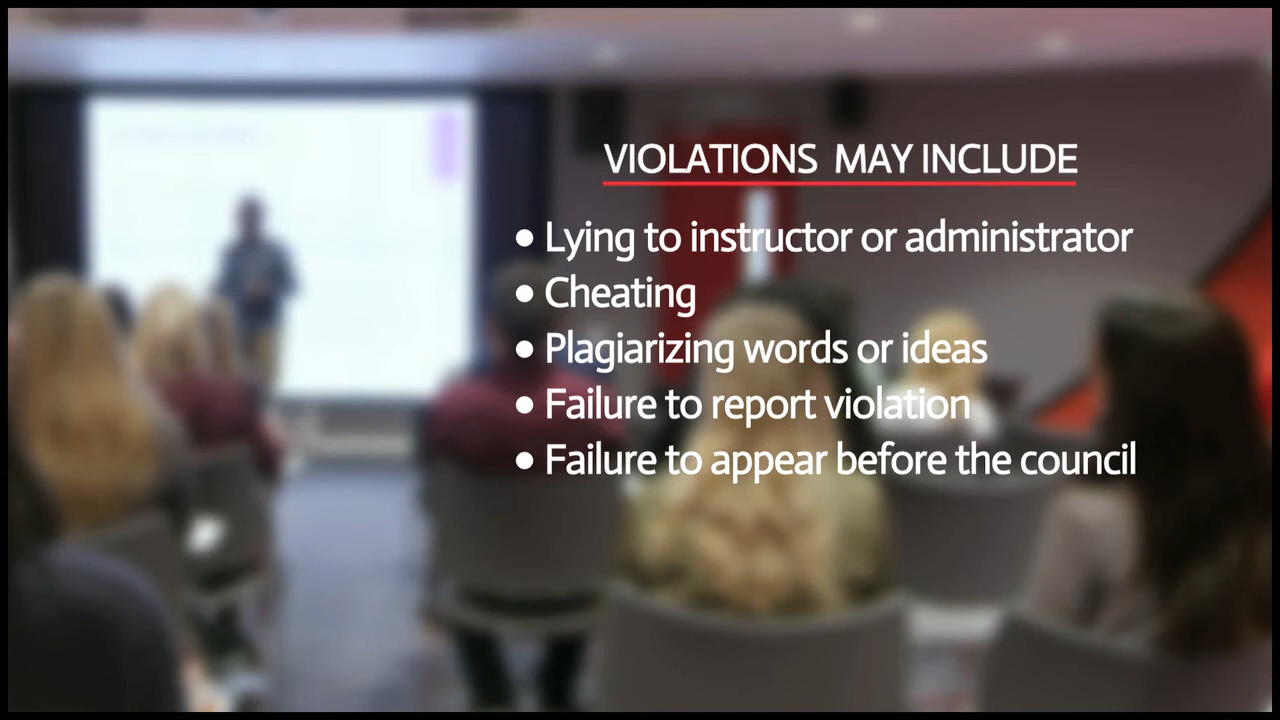 VIOLATIONS MAY INCLUDE
● Lying to instructor or administrator
● Cheating
● Plagiarizing words or ideas
● Failure to report violation
● Failure to appear before the council